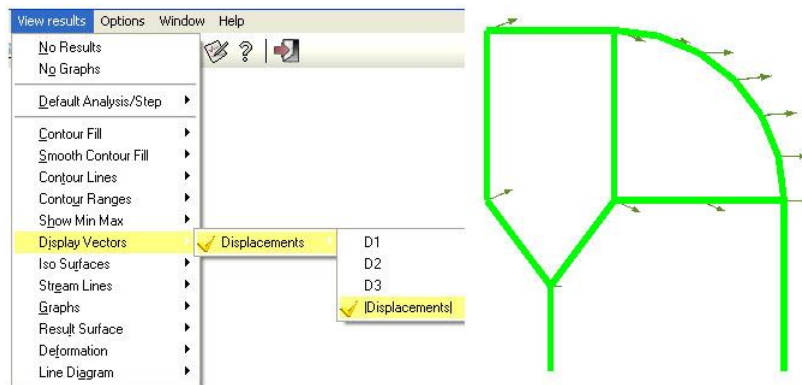 View results Options Window Help
No Results
No Graphs
Default Analysis/Step
Contour Fill
Smooth Contour Fill
Contour Lines
Contour Ranges
Show Min Max
Display Vectors
Displacements
D1
D2
D3
|Displacements|
Iso Surfaces
Stream Lines
Graphs
Result Surface
Deformation
Line Diagram